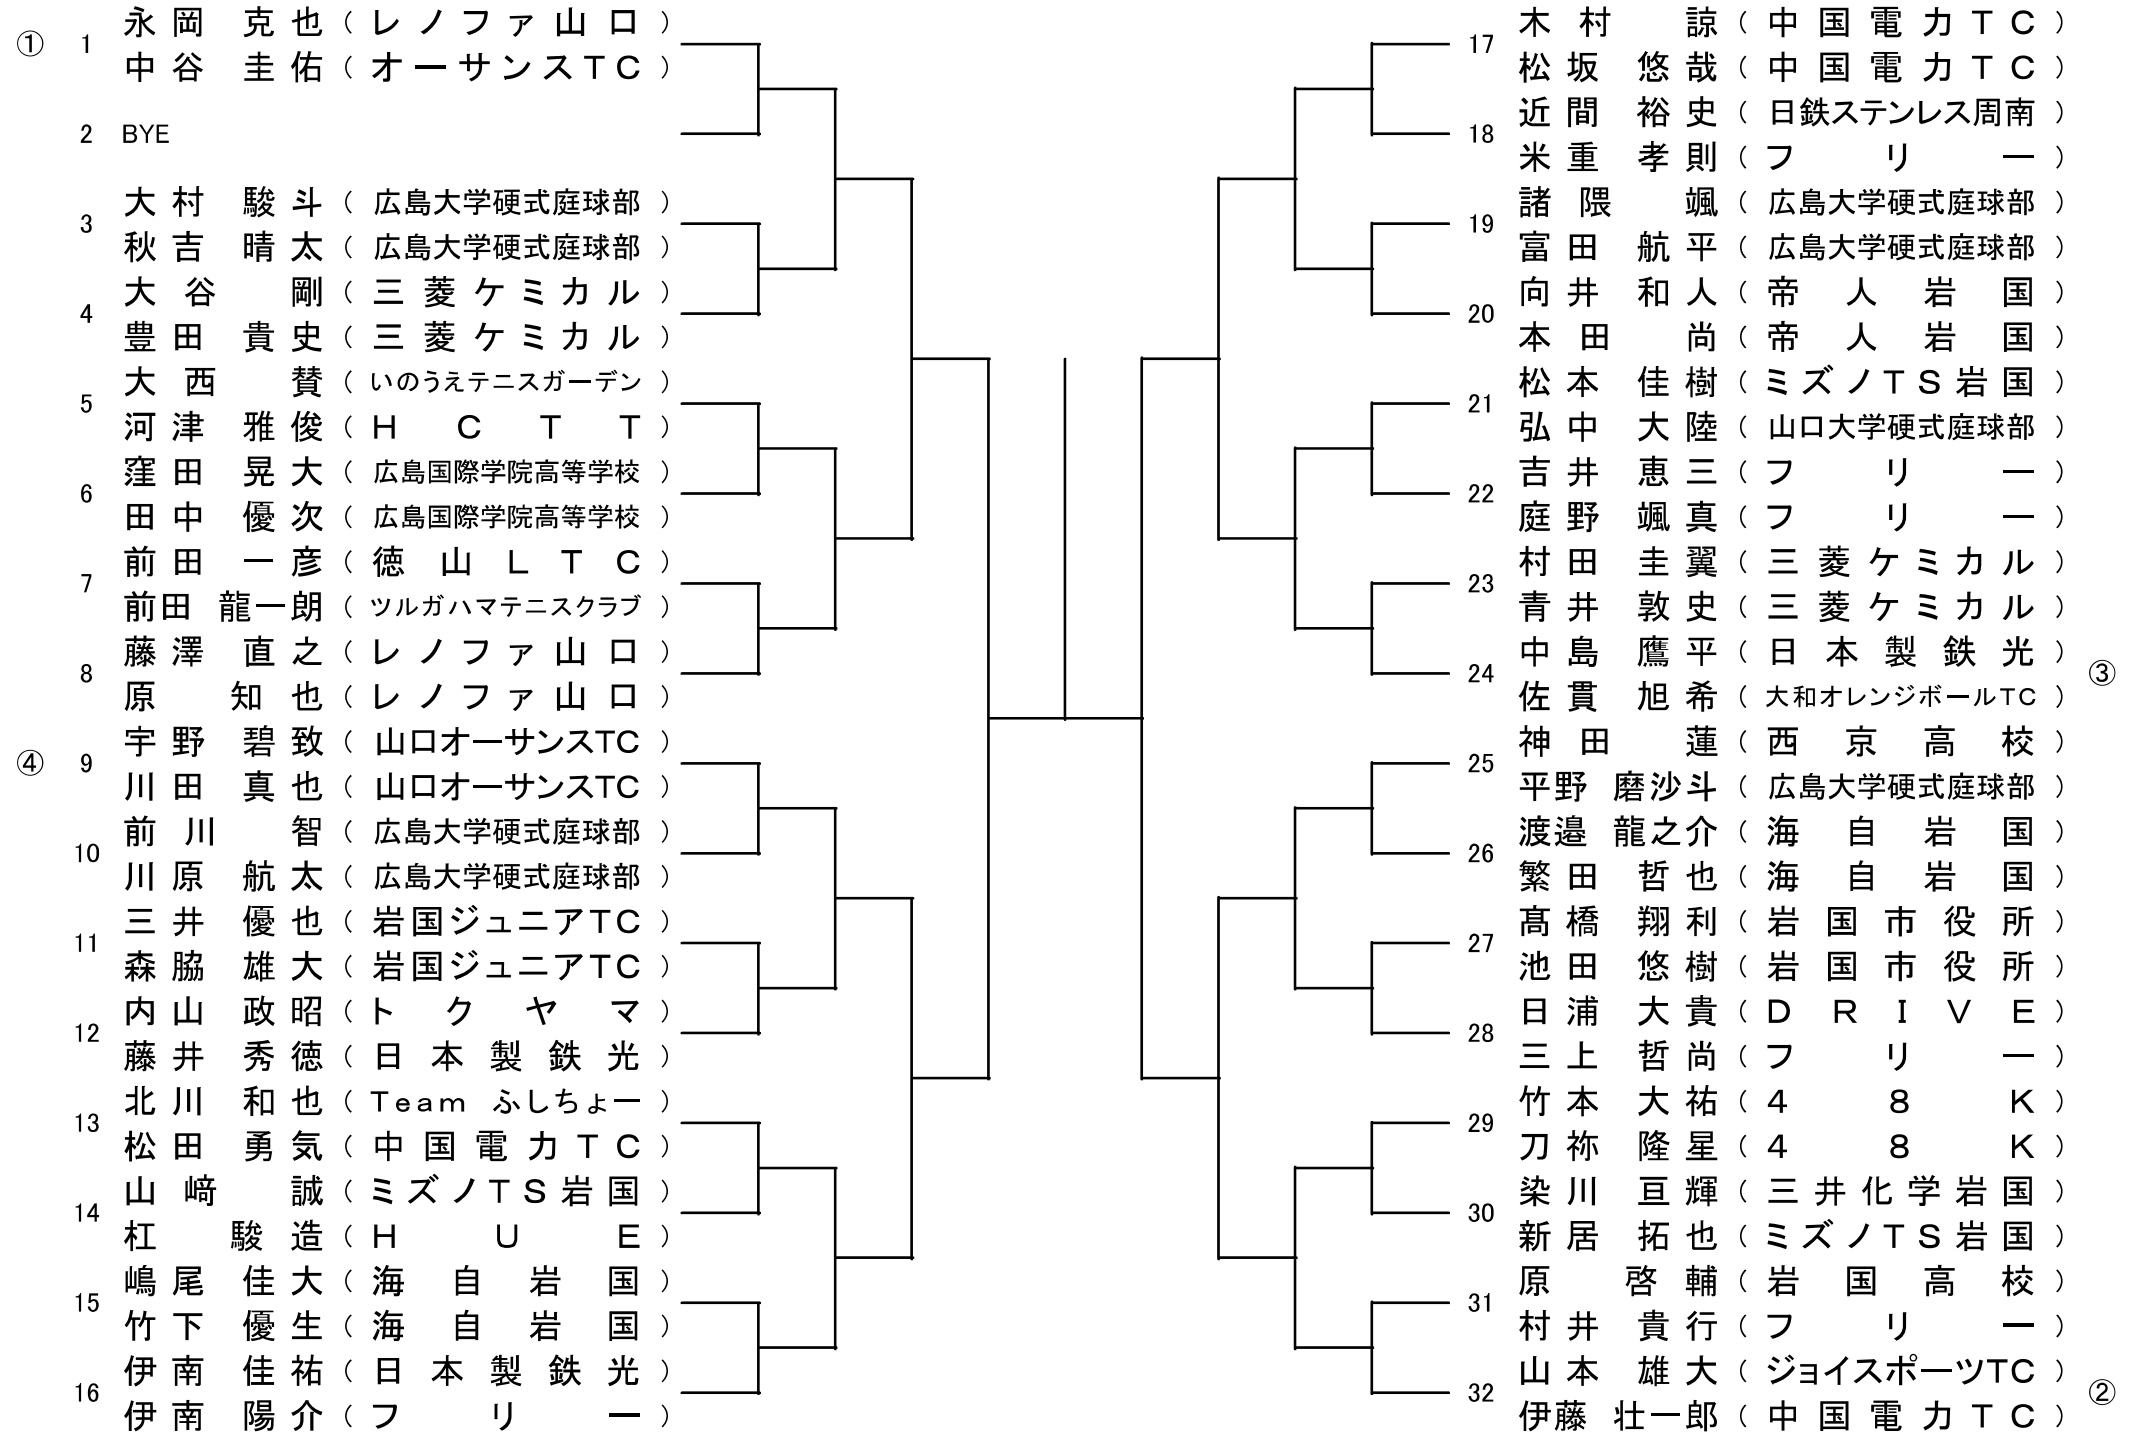 ① 1 永岡 克也 ( レノファ山口 )
中谷 圭佑 ( オーサンスTC )
2 BYE
3 大村 駿斗 ( 広島大学硬式庭球部 )
秋吉 晴太 ( 広島大学硬式庭球部 )
4 大谷 剛 ( 三菱ケミカル )
豊田 貴史 ( 三菱ケミカル )
5 大西 賛 ( いのうえテニスガーデン )
河津 雅俊 ( HCTT )
6 窪田 晃大 ( 広島国際学院高等学校 )
田中 優次 ( 広島国際学院高等学校 )
7 前田 一彦 ( 徳山LTC )
前田 龍一朗 ( ツルガハマテニスクラブ )
8 藤澤 直之 ( レノファ山口 )
原 知也 ( レノファ山口 )
④ 9 宇野 碧致 ( 山口オーサンスTC )
川田 真也 ( 山口オーサンスTC )
10 前川 智 ( 広島大学硬式庭球部 )
川原 航太 ( 広島大学硬式庭球部 )
11 三井 優也 ( 岩国ジュニアTC )
森脇 雄大 ( 岩国ジュニアTC )
12 内山 政昭 ( トクヤマ )
藤井 秀徳 ( 日本製鉄光 )
13 北川 和也 ( Team ふしちょー )
松田 勇気 ( 中国電力TC )
14 山﨑 誠 ( ミズノTS岩国 )
杠 駿造 ( HUE )
15 嶋尾 佳大 ( 海自岩国 )
竹下 優生 ( 海自岩国 )
16 伊南 佳祐 ( 日本製鉄光 )
伊南 陽介 ( フリー )
17 木村 諒 ( 中国電力TC )
松坂 悠哉 ( 中国電力TC )
18 近間 裕史 ( 日鉄ステンレス周南 )
米重 孝則 ( フリー )
19 諸隈 颯 ( 広島大学硬式庭球部 )
富田 航平 ( 広島大学硬式庭球部 )
20 向井 和人 ( 帝人岩国 )
本田 尚 ( 帝人岩国 )
21 松本 佳樹 ( ミズノTS岩国 )
弘中 大陸 ( 山口大学硬式庭球部 )
22 吉井 恵三 ( フリー )
庭野 颯真 ( フリー )
23 村田 圭翼 ( 三菱ケミカル )
青井 敦史 ( 三菱ケミカル )
24 中島 鷹平 ( 日本製鉄光 ) ③
佐貫 旭希 ( 大和オレンジボールTC )
25 神田 蓮 ( 西京高校 )
平野 磨沙斗 ( 広島大学硬式庭球部 )
26 渡邉 龍之介 ( 海自岩国 )
繁田 哲也 ( 海自岩国 )
27 髙橋 翔利 ( 岩国市役所 )
池田 悠樹 ( 岩国市役所 )
28 日浦 大貴 ( DRIVE )
三上 哲尚 ( フリー )
29 竹本 大祐 ( 48K )
刀祢 隆星 ( 48K )
30 染川 亘輝 ( 三井化学岩国 )
新居 拓也 ( ミズノTS岩国 )
31 原 啓輔 ( 岩国高校 )
村井 貴行 ( フリー )
32 山本 雄大 ( ジョイスポーツTC ) ②
伊藤 壮一郎 ( 中国電力TC )